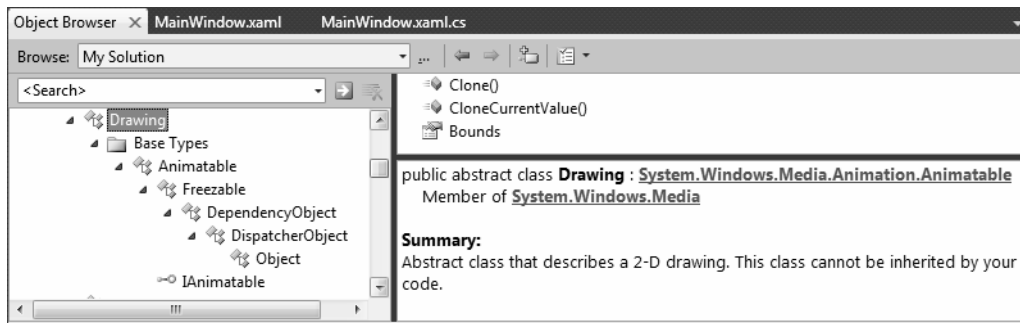 Object Browser × MainWindow.xaml MainWindow.xaml.cs
Browse: My Solution ...
<Search>
Drawing
Base Types
Animatable
Freezable
DependencyObject
DispatcherObject
Object
IAnimatable
Clone()
CloneCurrentValue()
Bounds
public abstract class Drawing : System.Windows.Media.Animation.Animatable
Member of System.Windows.Media
Summary:
Abstract class that describes a 2-D drawing. This class cannot be inherited by your
code.